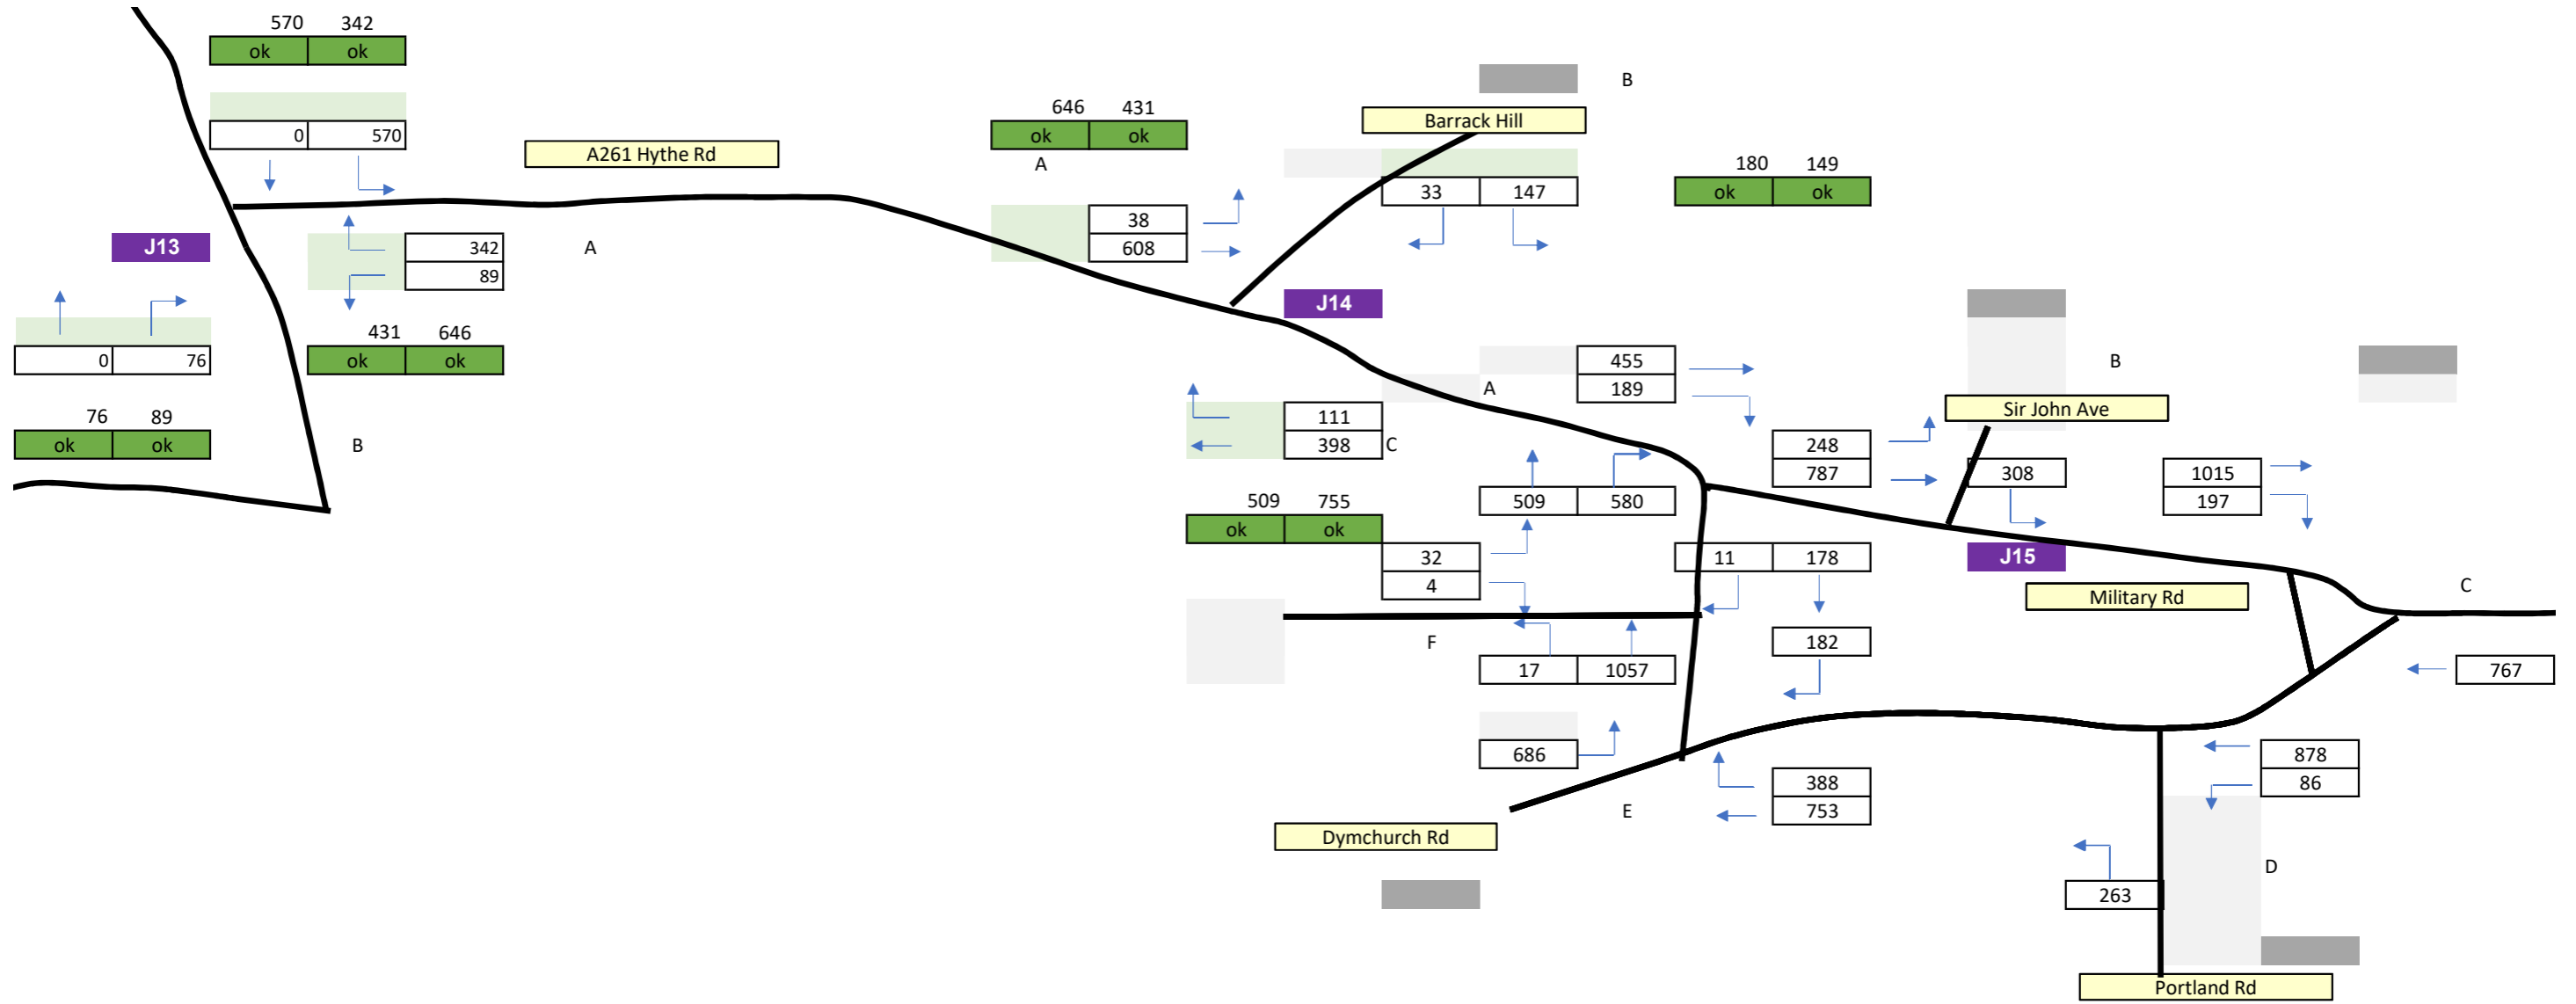 570 342
ok ok
0 570
A261 Hythe Rd
646 431
ok ok
A
B
Barrack Hill
33 147
180 149
ok ok
38
608
J13
342
89
A
J14
0 76
431 646
ok ok
76 89
ok ok
B
455
189
A
111
398
C
B
Sir John Ave
248
787
308
1015
197
509 580
509 755
ok ok
32
4
11 178
J15
Military Rd
C
F
182
17 1057
767
686
388
753
E
878
86
Dymchurch Rd
D
263
Portland Rd